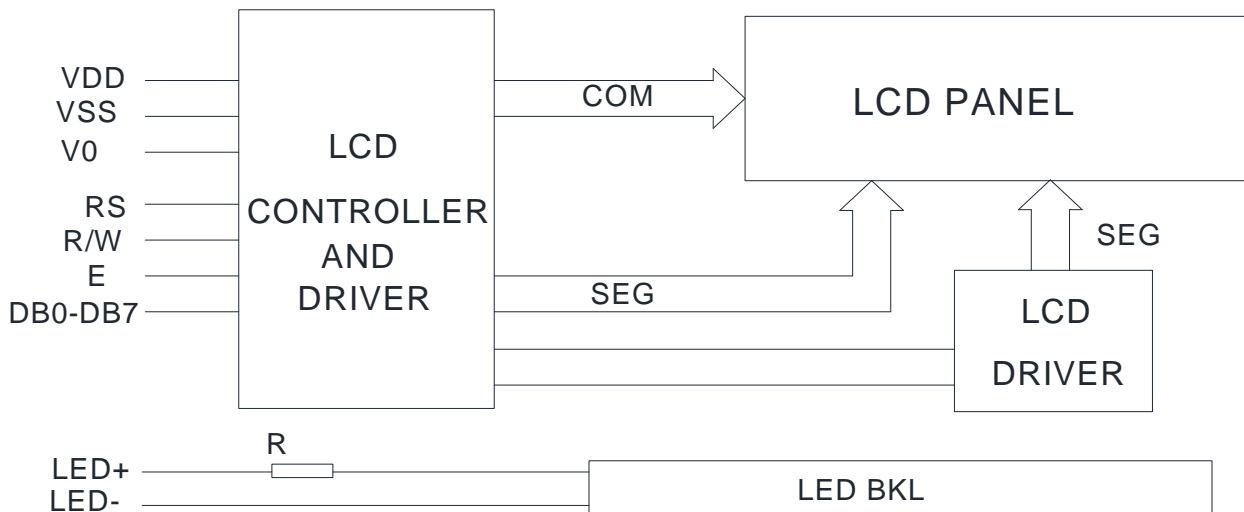 VDD
VSS
V0
RS
R/W
E
DB0-DB7
LCD
CONTROLLER
AND
DRIVER
COM
LCD PANEL
SEG
SEG
LCD
DRIVER
R
LED+
LED-
LED BKL